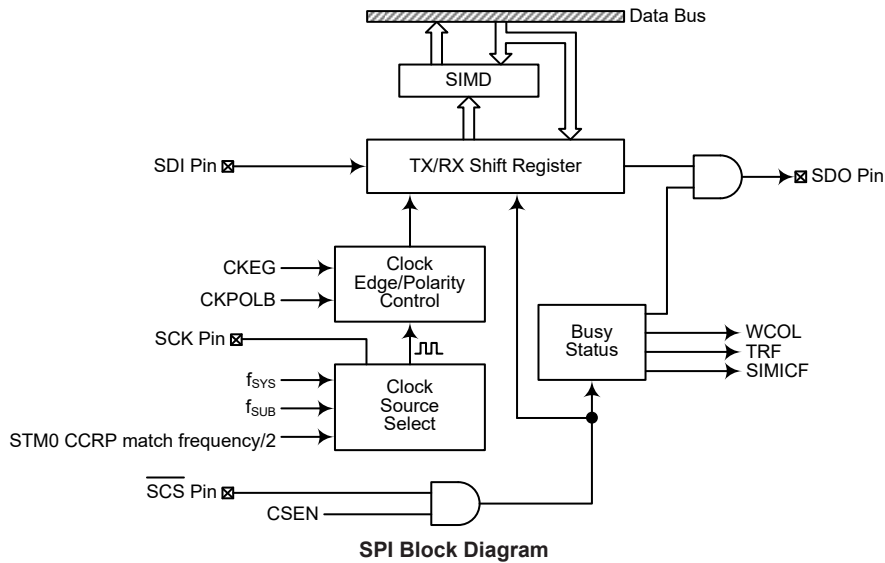 Data Bus
SIMD
SDI Pin
TX/RX Shift Register
SDO Pin
CKEG
CKPOLB
Clock
Edge/Polarity
Control
SCK Pin
Busy
Status
WCOL
TRF
SIMICF
fSYS
fSUB
STM0 CCRP match frequency/2
Clock
Source
Select
SCS Pin
CSEN
SPI Block Diagram